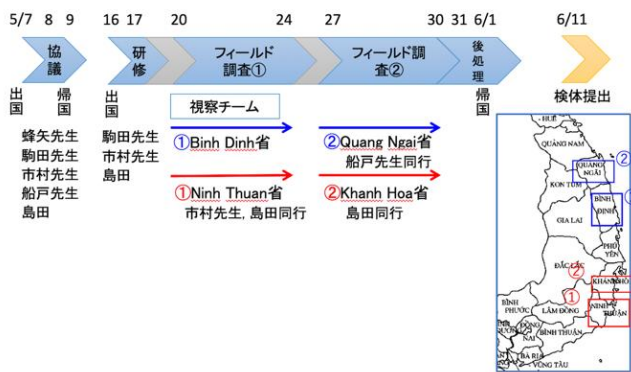 5/7 8 9 16 17 20 24 27 30 31 6/1 6/11
協議
研修
フィールド
調査①
フィールド調
査②
後処理
出国
帰国
出国
帰国
検体提出
視察チーム
蜂矢先生
駒田先生
市村先生
船戸先生
島田
駒田先生
市村先生
島田
①Binh Dinh省
②Quang Ngai省
船戸先生同行
①Ninh Thuan省
市村先生, 島田同行
②Khanh Hoa省
島田同行
HUẾ
QUẢNG NAM
QUẢNG
NGÃI
②
KON TUM
BÌNH
ĐỊNH
GIA LAI
PHÚ
YÊN
ĐẮC LẮC
②
KHÁNH HÒ
①
NINH
THUẬN
BÌNH
PHƯỚC
LÂM ĐỒNG
ĐỒNG
NAI
BÌNH THUẬN
BÀ RỊA
VŨNG TÀU